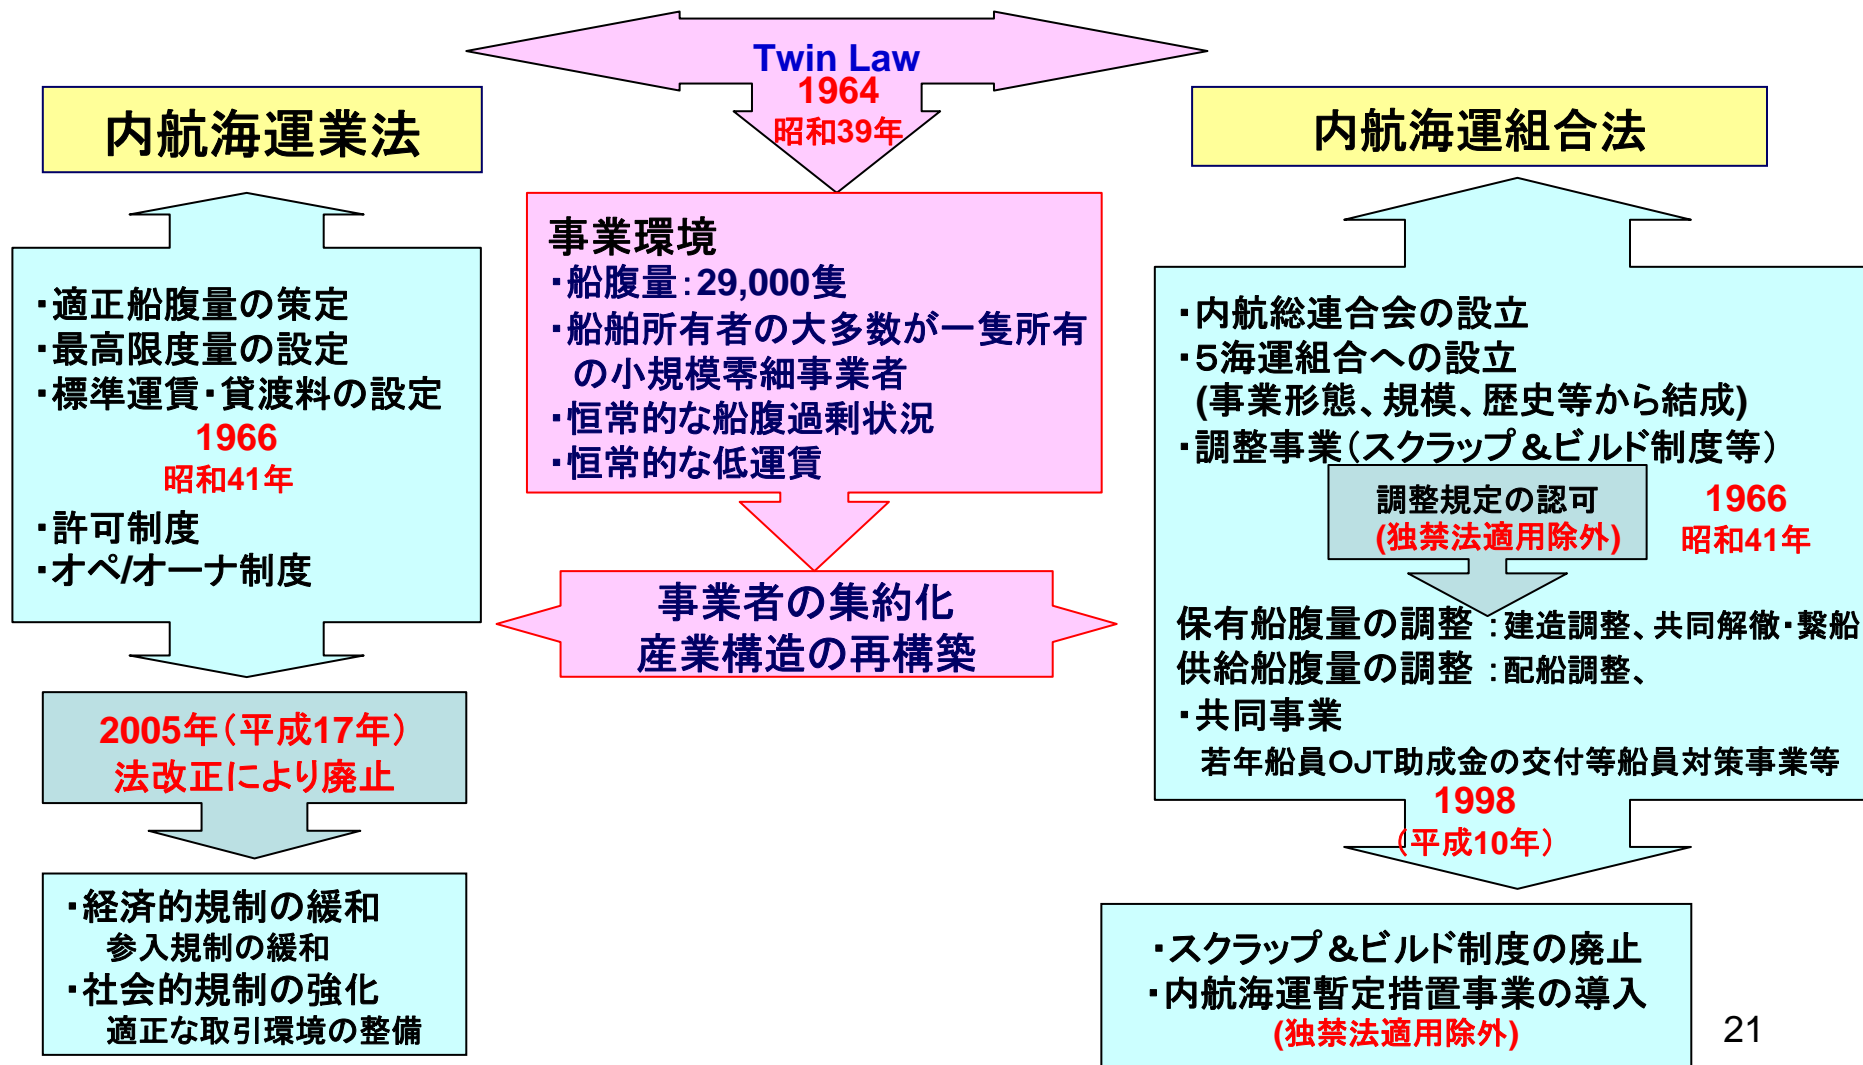 Twin Law
1964
昭和39年
内航海運業法
・適正船腹量の策定
・最高限度量の設定
・標準運賃・貸渡料の設定
1966
昭和41年
・許可制度
・オペ/オーナ制度
2005年（平成17年）
法改正により廃止
・経済的規制の緩和
参入規制の緩和
・社会的規制の強化
適正な取引環境の整備
事業環境
・船腹量：29,000隻
・船舶所有者の大多数が一隻所有
の小規模零細事業者
・恒常的な船腹過剰状況
・恒常的な低運賃
事業者の集約化
産業構造の再構築
内航海運組合法
・内航総連合会の設立
・５海運組合への設立
(事業形態、規模、歴史等から結成)
・調整事業（スクラップ＆ビルド制度等）
調整規定の認可
(独禁法適用除外)
1966
昭和41年
保有船腹量の調整：建造調整、共同解徹・繋船
供給船腹量の調整：配船調整、
・共同事業
若年船員ＯＪＴ助成金の交付等船員対策事業等
1998
（平成10年）
・スクラップ＆ビルド制度の廃止
・内航海運暫定措置事業の導入
(独禁法適用除外)
21